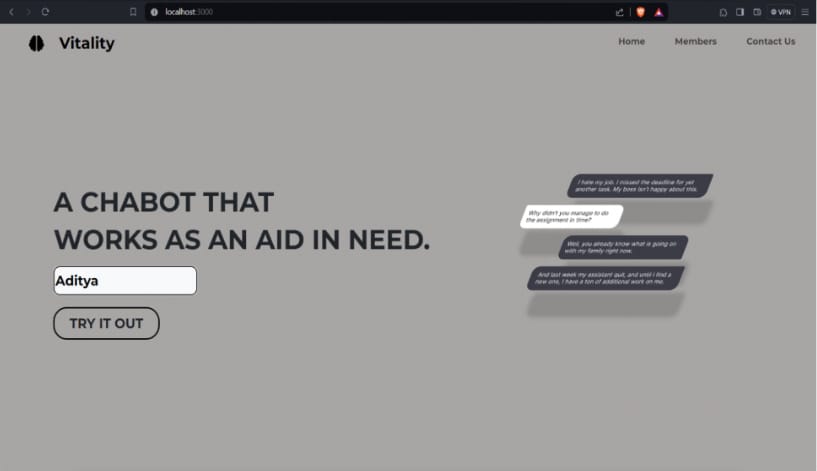 localhost:3000
VPN
Vitality
Home
Members
Contact Us
A CHABOT THAT
WORKS AS AN AID IN NEED.
Aditya
TRY IT OUT
I hate my job. I missed the deadline for yet
another task. My boss isn't happy about this.
Why didn't you manage to do
the assignment in time?
Well, you already know what is going on
with my family right now.
And last week my assistant quit, and until I find a
new one, I have a ton of additional work on me.